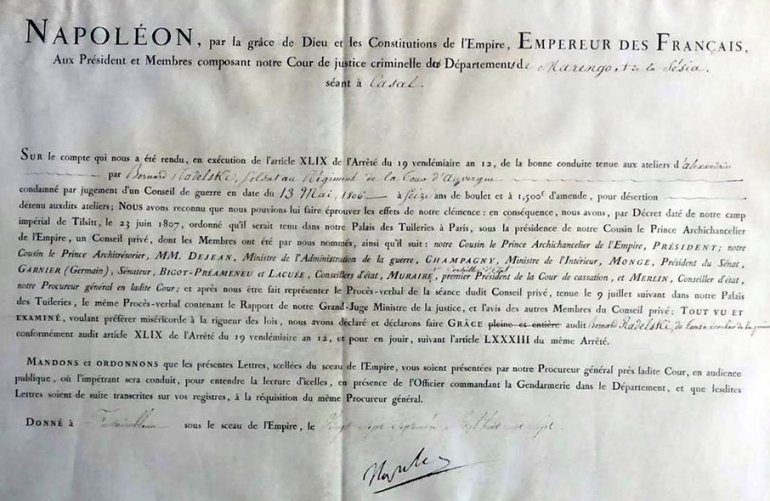 NAPOLÉON, par la grâce de Dieu et les Constitutions de l'Empire, EMPEREUR DES FRANÇAIS,
Aux Président et Membres composant notre Cour de justice criminelle des Départements de Marengo & de la Sésia,
séant à Casal.
SUR le compte qui nous a été rendu, en exécution de l'article XLIX de l'Arrêté du 19 vendémiaire an 12, de la bonne conduite tenue aux ateliers d'alexandrie
par Bernard Radelski, Soldat au Régiment de la Tour d'Auvergne
condamné par jugement d'un Conseil de guerre en date du 13 Mai, 1806 à Seize ans de boulet et à 1,500f d'amende, pour désertion
détenu auxdits ateliers; NOUS avons reconnu que nous pouvions lui faire éprouver les effets de notre clémence: en conséquence, nous avons, par Décret daté de notre camp
impérial de Tilsitt, le 23 juin 1807, ordonné qu'il serait tenu dans notre Palais des Tuileries à Paris, sous la présidence de notre Cousin le Prince Archichancelier
de l'Empire, un Conseil privé, dont les Membres ont été par nous nommés, ainsi qu'il suit: notre Cousin le Prince Archichancelier de l'Empire, PRÉSIDENT; notre
Cousin le Prince Architrésorier, MM. DEJEAN, Ministre de l'Administration de la guerre, CHAMPAGNY, Ministre de l'Intérieur, MONGE, Président du Sénat,
GARNIER (Germain), Sénateur, BIGOT-PRÉAMENEU et LACUÉE, Conseillers d'état, MURAIRE, Conseiller d'Etat premier Président de la Cour de cassation, et MERLIN, Conseiller d'état,
notre Procureur général en ladite Cour; et après nous être fait représenter le Procès-verbal de la séance dudit Conseil privé, tenue le 9 juillet suivant dans notre Palais
des Tuileries, le même Procès-verbal contenant le Rapport de notre Grand-Juge Ministre de la justice, et l'avis des autres Membres du Conseil privé; TOUT VU ET
EXAMINÉ, voulant préférer miséricorde à la rigueur des lois, nous avons déclaré et déclarons faire GRÂCE pleine et entière audit Bernard Radelski, de la
conformément audit article XLIX de l'Arrêté du 19 vendémiaire an 12, et pour en jouir, suivant l'article LXXXIII du même Arrêté.
MANDONS et ORDONNONS que les présentes Lettres, scellées du sceau de l'Empire, vous soient présentées par notre Procureur général près ladite Cour, en audience
publique, où l'impétrant sera conduit, pour entendre la lecture d'icelles, en présence de l'Officier commandant la Gendarmerie dans le Département, et que lesdites
Lettres soient de suite transcrites sur vos registres, à la réquisition du même Procureur général.
DONNÉ à Fontainebleau sous le sceau de l'Empire, le Vingt Sept Septembre Mil huit cent Sept.